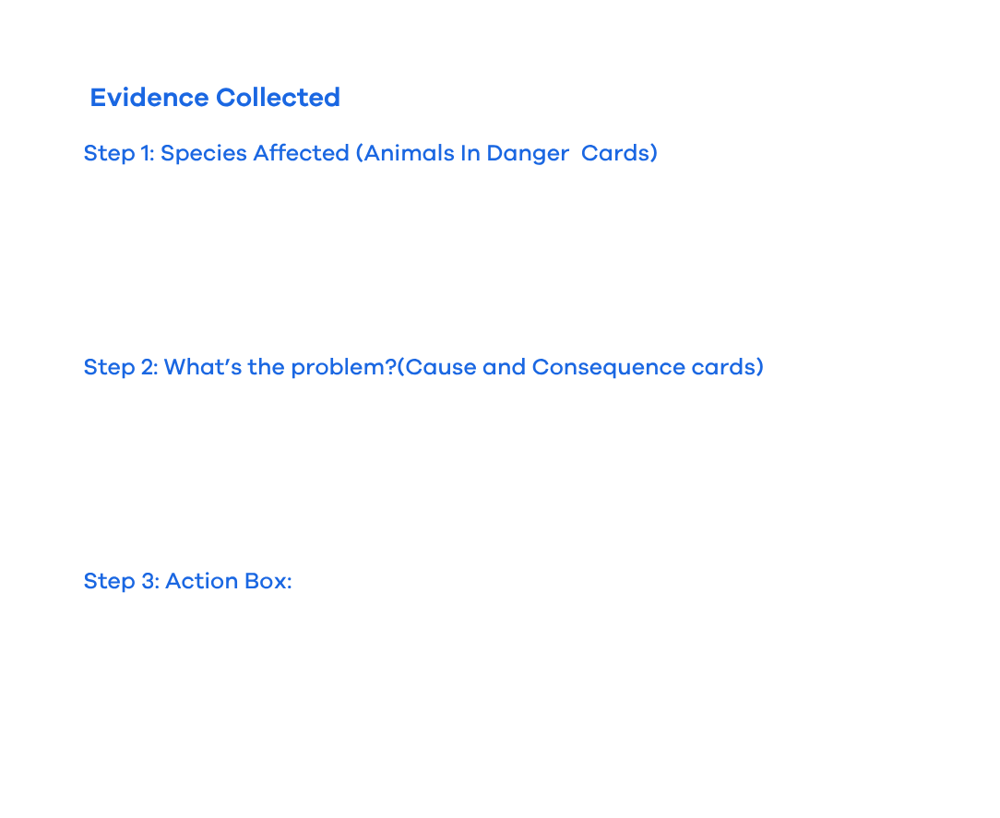 Evidence Collected
Step 1: Species Affected (Animals In Danger  Cards)
Step 2: What’s the problem?(Cause and Consequence cards)
Step 3: Action Box: